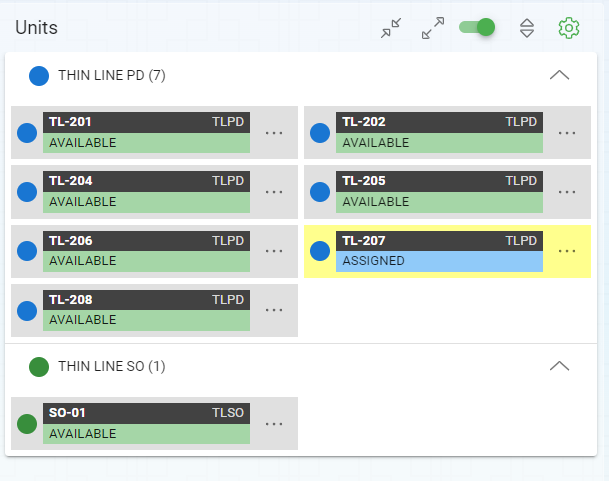 Units
THIN LINE PD (7)
TL-201 TLPD
AVAILABLE
TL-202 TLPD
AVAILABLE
TL-204 TLPD
AVAILABLE
TL-205 TLPD
AVAILABLE
TL-206 TLPD
AVAILABLE
TL-207 TLPD
ASSIGNED
TL-208 TLPD
AVAILABLE
THIN LINE SO (1)
SO-01 TLSO
AVAILABLE